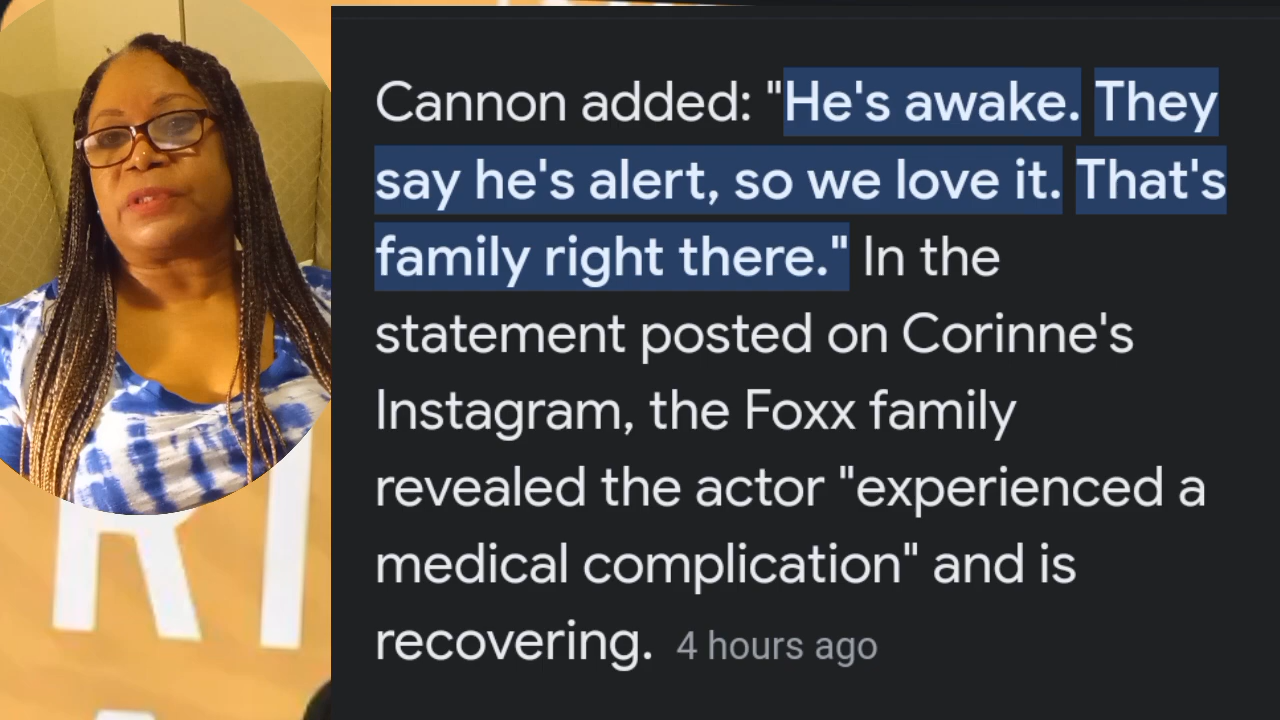 Cannon added: "He's awake. They
say he's alert, so we love it. That's
family right there." In the
statement posted on Corinne's
Instagram, the Foxx family
revealed the actor "experienced a
medical complication" and is
recovering. 4 hours ago
RI